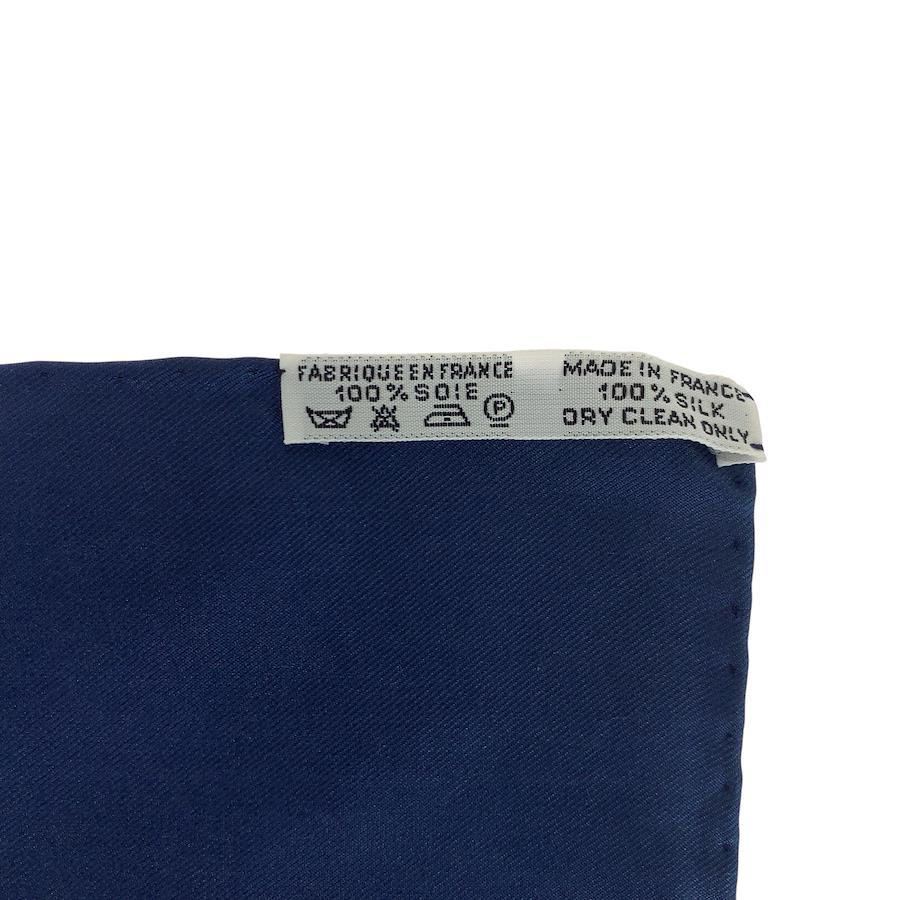 FABRIQUE EN FRANCE
100% SOIE
P
MADE IN FRANCE
100% SILK
DRY CLEAN ONLY